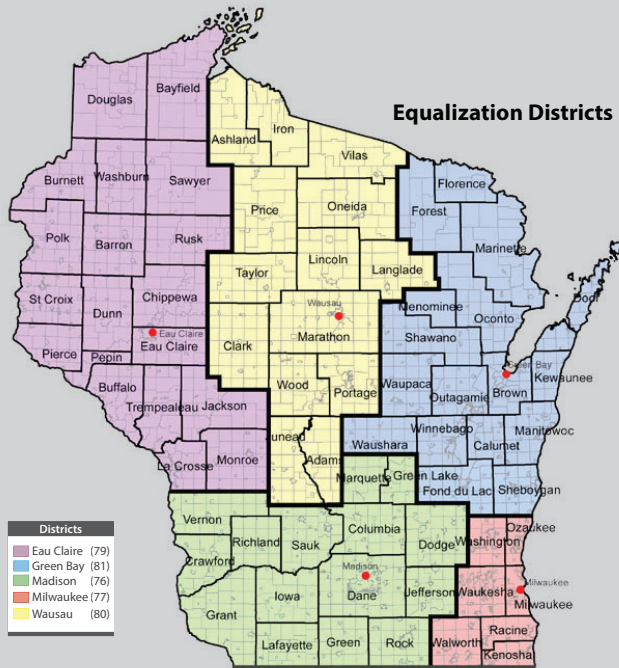 Equalization Districts
Douglas
Bayfield
Ashland
Iron
Vilas
Burnett
Washburn
Sawyer
Price
Oneida
Florence
Forest
Marinette
Polk
Barron
Rusk
Taylor
Lincoln
Langlade
Door
St Croix
Dunn
Chippewa
Wausau
Menominee
Oconto
Eau Claire
Marathon
Shawano
Pierce
Pepin
Eau Claire
Clark
Green Bay
Kewaunee
Buffalo
Wood
Portage
Waupaca
Outagamie
Brown
Trempealeau
Jackson
Juneau
Adams
Waushara
Winnebago
Calumet
Manitowoc
La Crosse
Monroe
Marquette
Green Lake
Fond du Lac
Sheboygan
Vernon
Richland
Sauk
Columbia
Dodge
Washington
Ozaukee
Crawford
Madison
Dane
Jefferson
Waukesha
Milwaukee
Milwaukee
Grant
Iowa
Lafayette
Green
Rock
Walworth
Racine
Kenosha
Districts
Eau Claire (79)
Green Bay (81)
Madison (76)
Milwaukee (77)
Wausau (80)